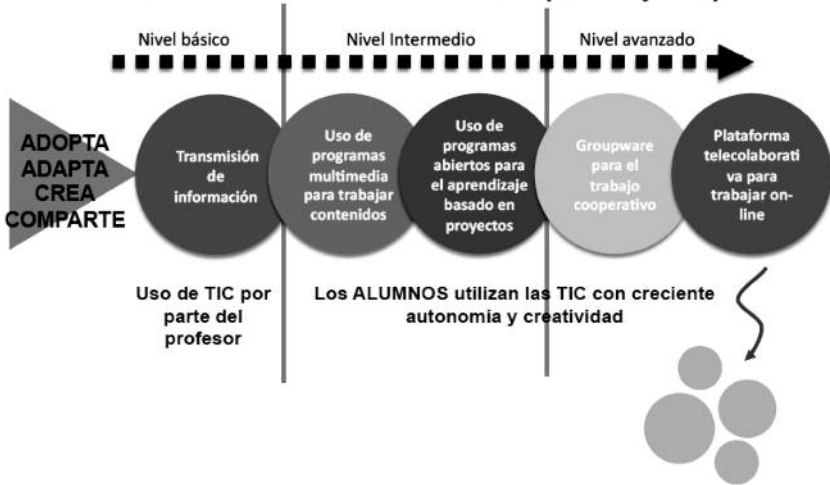 Nivel básico
Nivel Intermedio
Nivel avanzado
ADOPTA
ADAPTA
CREA
COMPARTE
Transmisión
de
información
Uso de
programas
multimedia
para trabajar
contenidos
Uso de
programas
abiertos para
el aprendizaje
basado en
proyectos
Groupware
para el
trabajo
cooperativo
Plataforma
telecolaborati
va para
trabajar on-
line
Uso de TIC por
parte del
profesor
Los ALUMNOS utilizan las TIC con creciente
autonomía y creatividad